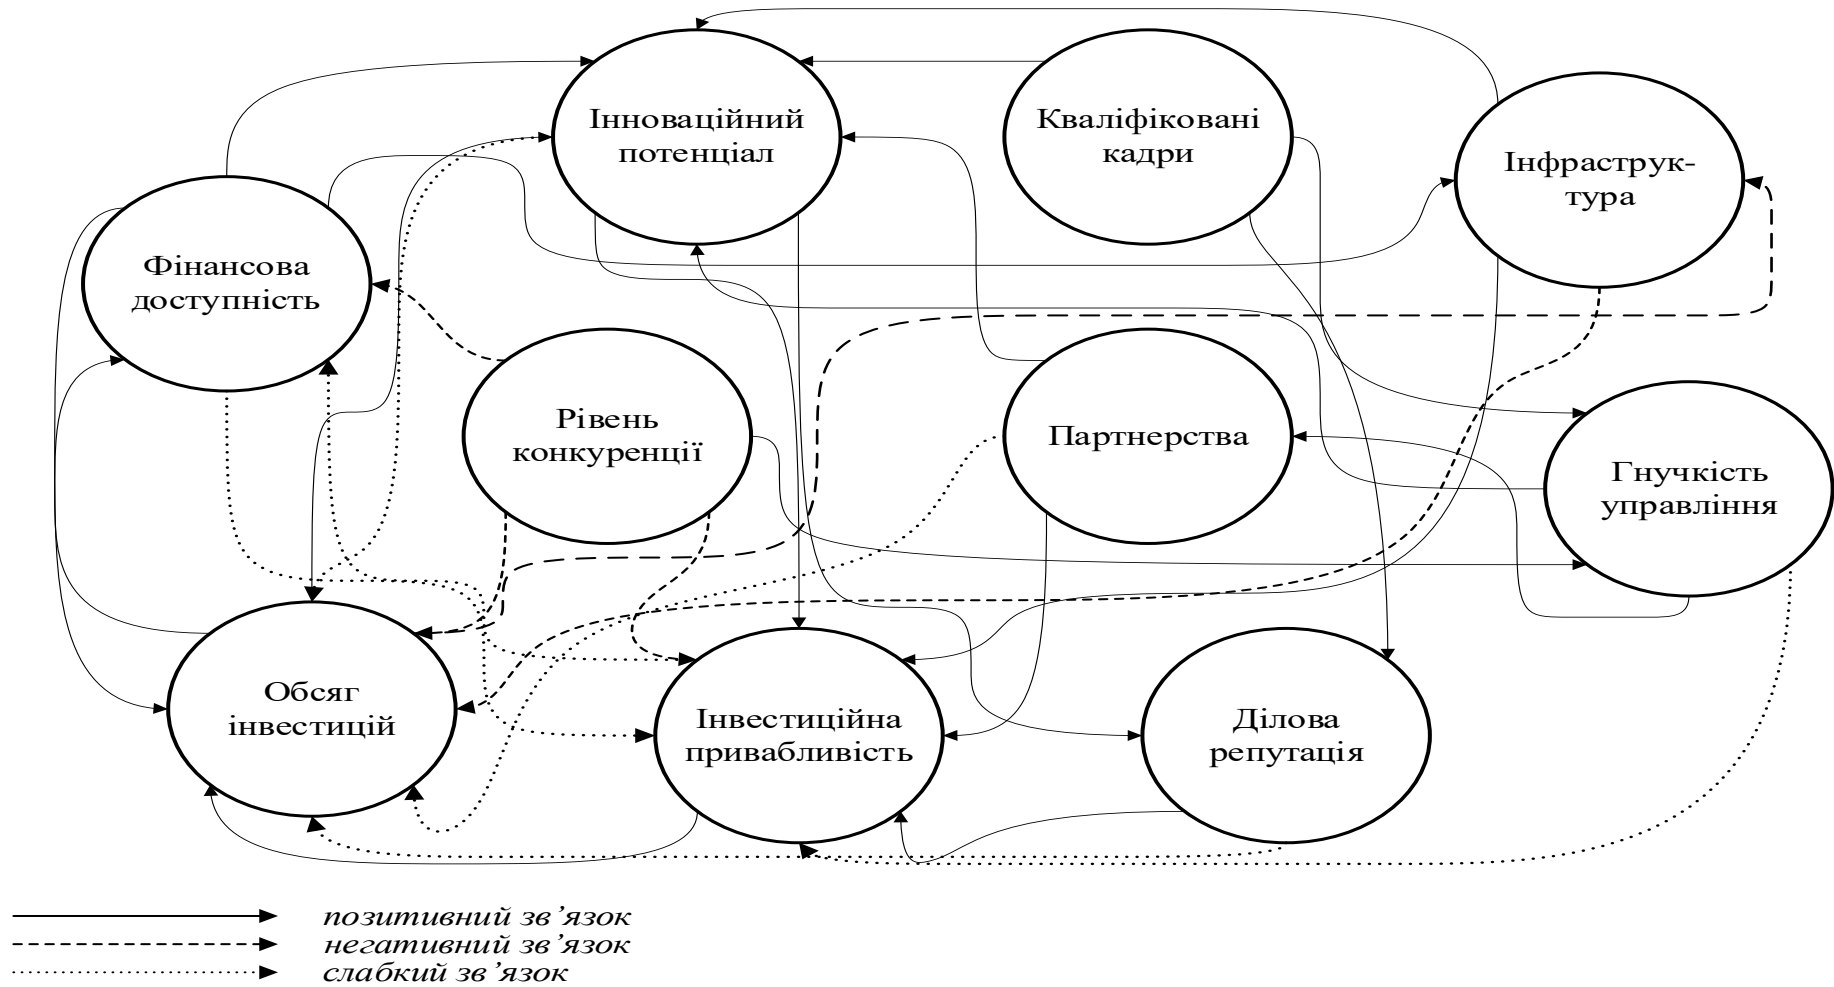 Інноваційний
потенціал
Кваліфіковані
кадри
Інфраструк-
тура
Фінансова
доступність
Рівень
конкуренції
Партнерства
Гнучкість
управління
Обсяг
інвестицій
Інвестиційна
привабливість
Ділова
репутація
позитивний зв’язок
негативний зв’язок
слабкий зв’язок